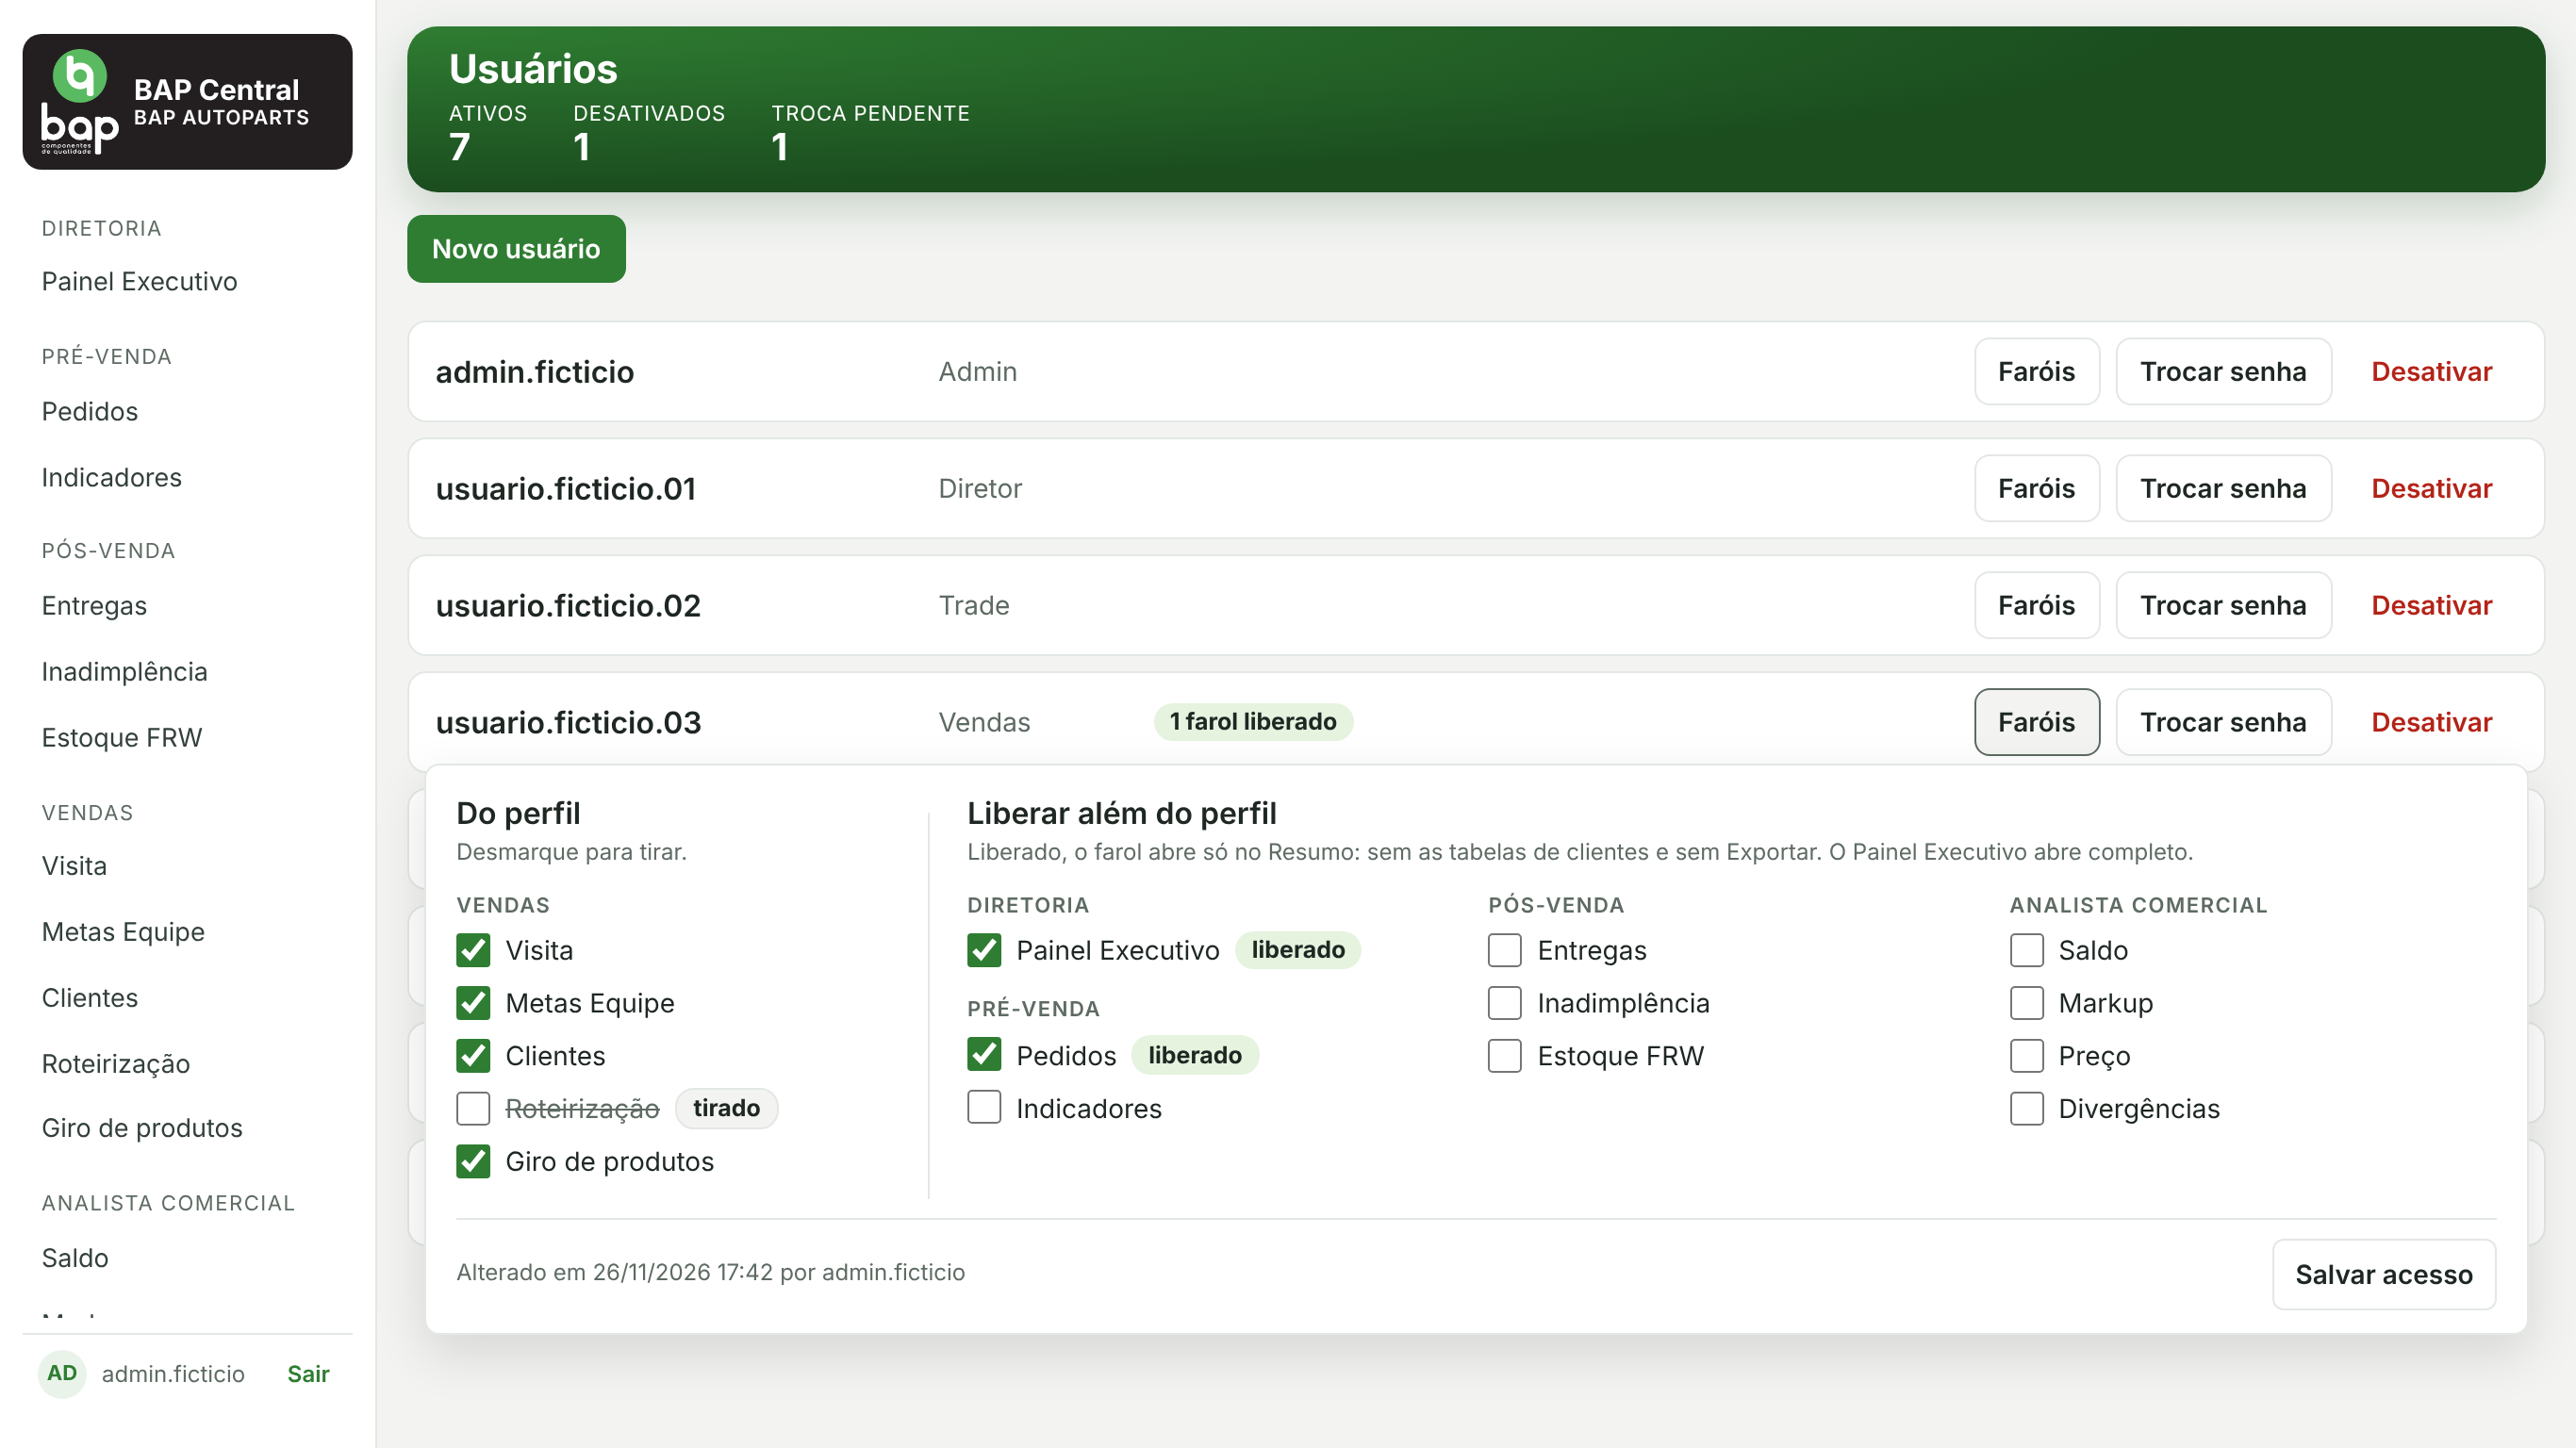 bap
componentes
de qualidade
BAP Central
BAP AUTOPARTS
DIRETORIA
Painel Executivo
PRÉ-VENDA
Pedidos
Indicadores
PÓS-VENDA
Entregas
Inadimplência
Estoque FRW
VENDAS
Visita
Metas Equipe
Clientes
Roteirização
Giro de produtos
ANALISTA COMERCIAL
Saldo
AD admin.ficticio Sair
Usuários
ATIVOS DESATIVADOS TROCA PENDENTE
7 1 1
Novo usuário
admin.ficticio Admin Faróis Trocar senha Desativar
usuario.ficticio.01 Diretor Faróis Trocar senha Desativar
usuario.ficticio.02 Trade Faróis Trocar senha Desativar
usuario.ficticio.03 Vendas 1 farol liberado Faróis Trocar senha Desativar
Do perfil
Desmarque para tirar.
VENDAS
Visita
Metas Equipe
Clientes
Roteirização tirado
Giro de produtos
Liberar além do perfil
Liberado, o farol abre só no Resumo: sem as tabelas de clientes e sem Exportar. O Painel Executivo abre completo.
DIRETORIA
Painel Executivo liberado
PRÉ-VENDA
Pedidos liberado
Indicadores
PÓS-VENDA
Entregas
Inadimplência
Estoque FRW
ANALISTA COMERCIAL
Saldo
Markup
Preço
Divergências
Alterado em 26/11/2026 17:42 por admin.ficticio
Salvar acesso